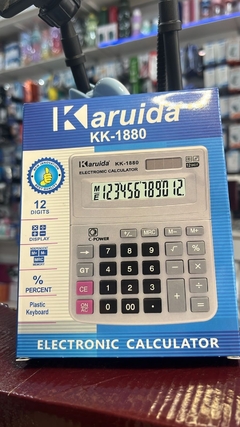 Karuida
KK-1880
Karuida KK-1880
ELECTRONIC CALCULATOR
M
E
123456789012
C-POWER
12
DIGITS
DISPLAY
%
PERCENT
Plastic
Keyboard
+/- MRC M- M+
→ 7 8 9 √ %
GT 4 5 6 × ÷
CE 1 2 3 + −
ON
0 00 • =
ELECTRONIC CALCULATOR